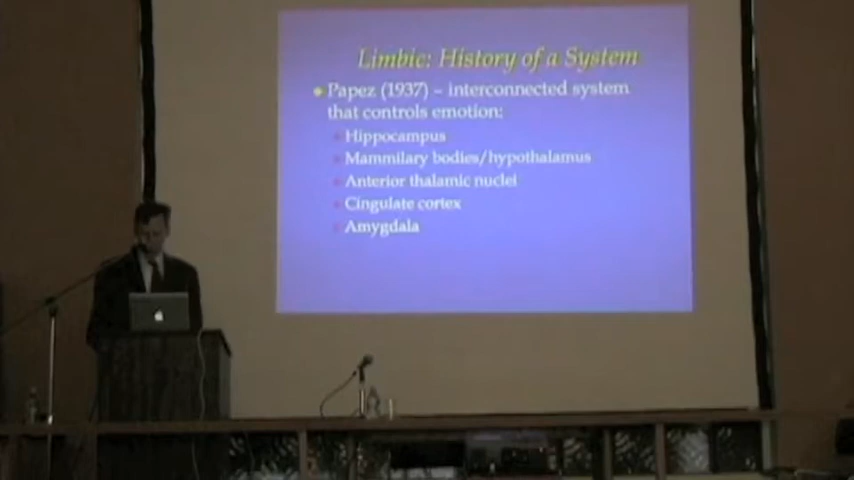 Limbic: History of a System
Papez (1937) – interconnected system
that controls emotion:
Hippocampus
Mammilary bodies/hypothalamus
Anterior thalamic nuclei
Cingulate cortex
Amygdala